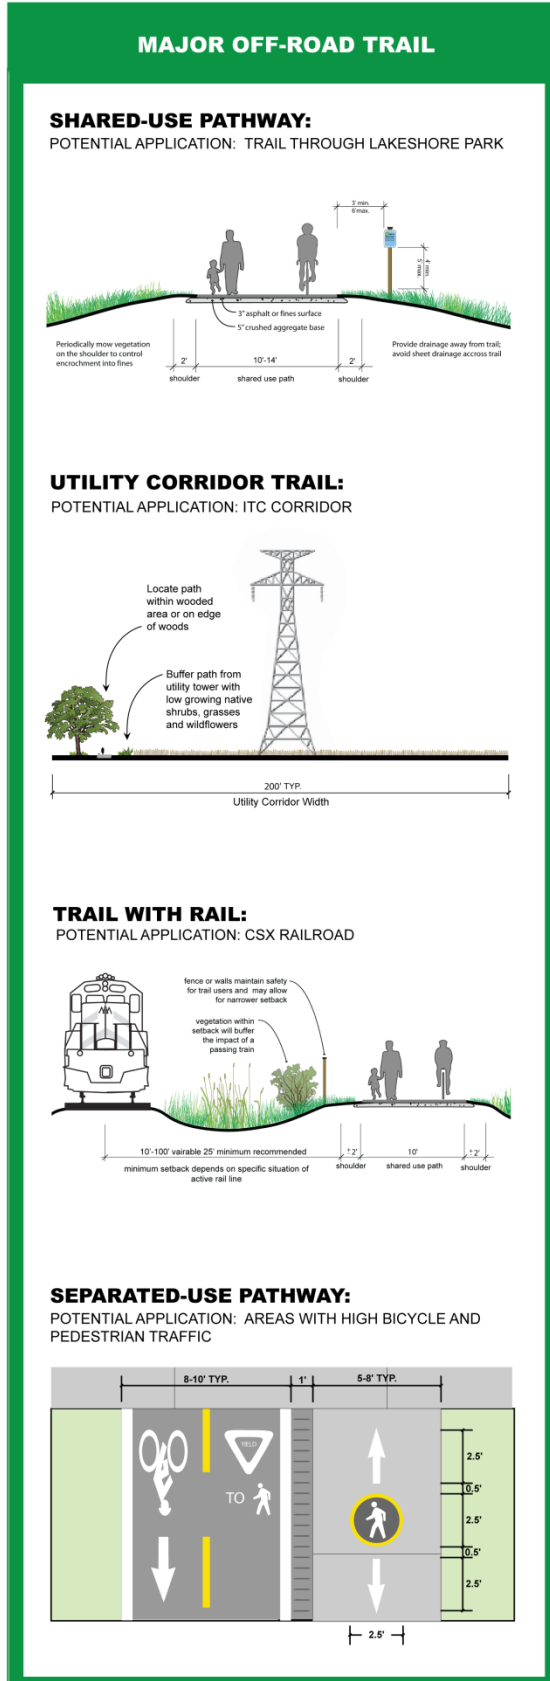 MAJOR OFF-ROAD TRAIL
SHARED-USE PATHWAY:
POTENTIAL APPLICATION: TRAIL THROUGH LAKESHORE PARK
3' min.
6'max.
4' min.
5' max.
3" asphalt or fines surface
5" crushed aggregate base
Periodically mow vegetation
on the shoulder to control
encrochment into fines
Provide drainage away from trail;
avoid sheet drainage accross trail
2'
10'-14'
2'
shoulder
shared use path
shoulder
UTILITY CORRIDOR TRAIL:
POTENTIAL APPLICATION: ITC CORRIDOR
Locate path
within wooded
area or on edge
of woods
Buffer path from
utility tower with
low growing native
shrubs, grasses
and wildflowers
200' TYP.
Utility Corridor Width
TRAIL WITH RAIL:
POTENTIAL APPLICATION: CSX RAILROAD
fence or walls maintain safety
for trail users and may allow
for narrower setback
vegetation within
setback will buffer
the impact of a
passing train
10'-100' vairable 25' minimum recommended
minimum setback depends on specific situation of
active rail line
± 2'
shoulder
10'
shared use path
± 2'
shoulder
SEPARATED-USE PATHWAY:
POTENTIAL APPLICATION: AREAS WITH HIGH BICYCLE AND
PEDESTRIAN TRAFFIC
8-10' TYP.
1'
5-8' TYP.
YIELD
TO
2.5'
0.5'
2.5'
0.5'
2.5'
2.5'